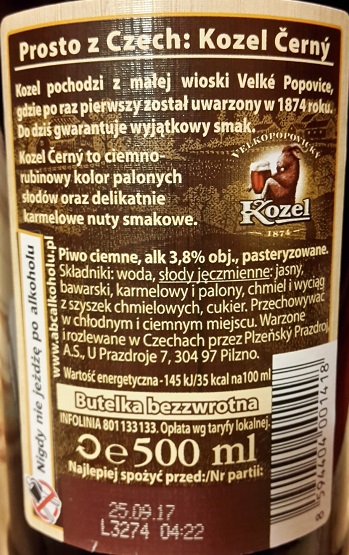 Prosto z Czech: Kozel Černý
Kozel pochodzi z małej wioski Velké Popovice,
gdzie po raz pierwszy został uwarzony w 1874 roku.
Do dziś gwarantuje wyjątkowy smak.
Kozel Černý to ciemno-
rubinowy kolor palonych
słodów oraz delikatnie
karmelowe nuty smakowe.
VELKOPOPOVICKÝ
Kozel
1874
Piwo ciemne, alk 3,8% obj., pasteryzowane.
Składniki: woda, słody jęczmienne: jasny,
bawarski, karmelowy i palony, chmiel i wyciąg
z szyszek chmielowych, cukier. Przechowywać
w chłodnym i ciemnym miejscu. Warzone
i rozlewane w Czechach przez Plzeňský Prazdroj,
A.S., U Prazdroje 7, 304 97 Pilzno.
Wartość energetyczna - 145 kJ/35 kcal na 100 ml
Butelka bezzwrotna
INFOLINIA 801 133 133. Opłata wg taryfy lokalnej.
e 500 ml
Najlepiej spożyć przed:/Nr partii:
25.09.17
L3274 04:22
Nigdy nie jeżdżę po alkoholu
www.abcalkoholu.pl
8 594404 001418